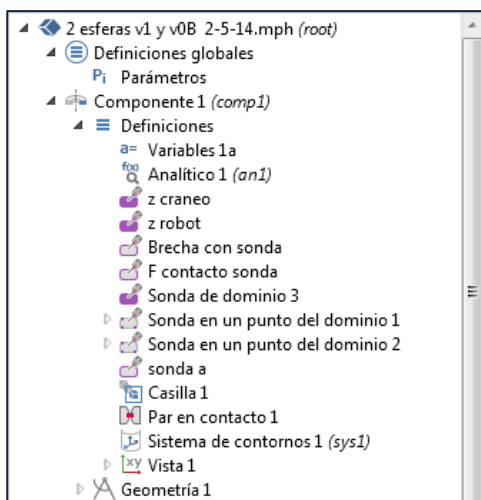 2 esferas v1 y v0B 2-5-14.mph (root)
Definiciones globales
Pi Parámetros
Componente 1 (comp1)
Definiciones
a= Variables 1a
f(x) Analítico 1 (an1)
z craneo
z robot
Brecha con sonda
F contacto sonda
Sonda de dominio 3
Sonda en un punto del dominio 1
Sonda en un punto del dominio 2
sonda a
Casilla 1
Par en contacto 1
Sistema de contornos 1 (sys1)
xy Vista 1
Geometría 1